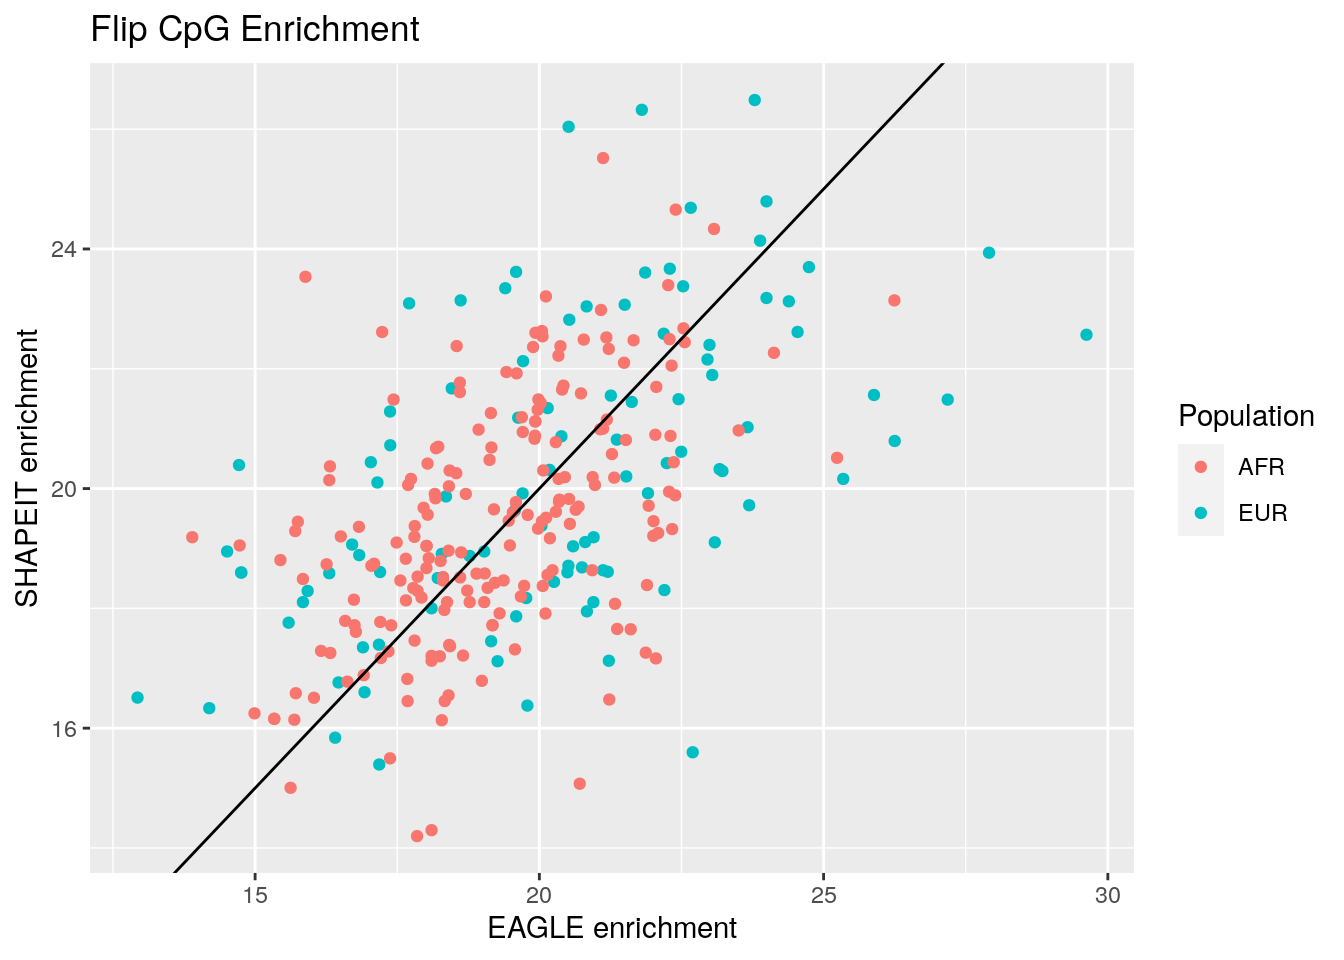 Flip CpG Enrichment
24
20
16
SHAPEIT enrichment
15
20
25
30
EAGLE enrichment
Population
AFR
EUR